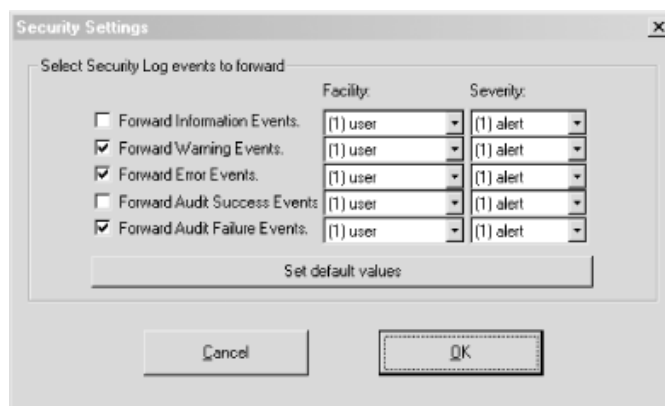 Security Settings
Select Security Log events to forward
Facility: Severity:
Forward Information Events. (1) user (1) alert
Forward Warning Events. (1) user (1) alert
Forward Error Events. (1) user (1) alert
Forward Audit Success Events (1) user (1) alert
Forward Audit Failure Events. (1) user (1) alert
Set default values
Cancel OK